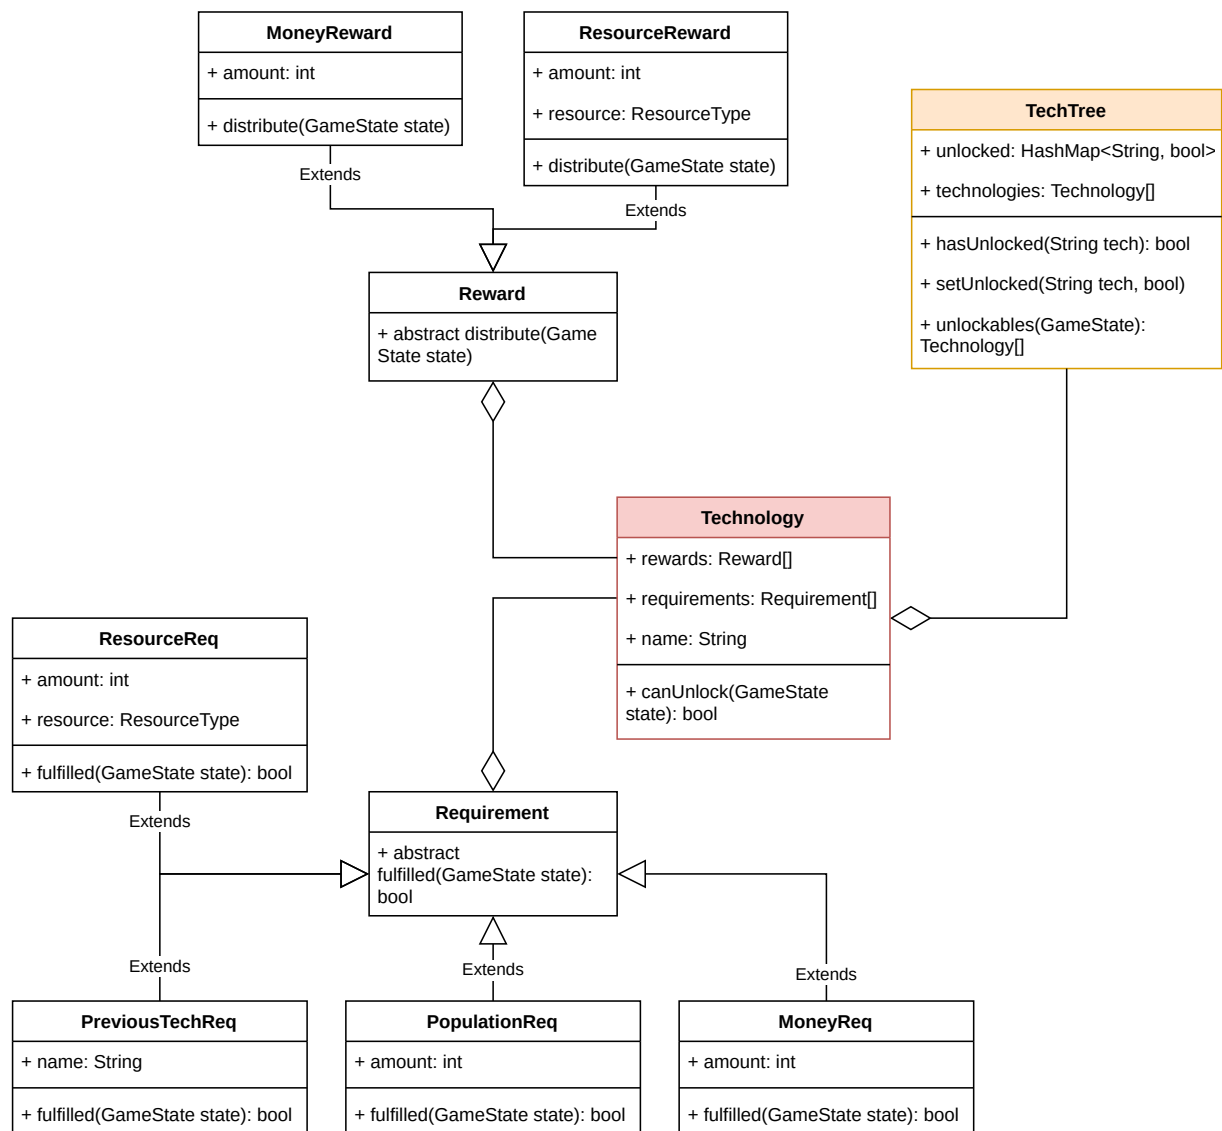 MoneyReward
+ amount: int
+ distribute(GameState state)
Extends
ResourceReward
+ amount: int
+ resource: ResourceType
+ distribute(GameState state)
Extends
TechTree
+ unlocked: HashMap<String, bool>
+ technologies: Technology[]
+ hasUnlocked(String tech): bool
+ setUnlocked(String tech, bool)
+ unlockables(GameState):
Technology[]
Reward
+ abstract distribute(Game
State state)
Technology
+ rewards: Reward[]
+ requirements: Requirement[]
+ name: String
+ canUnlock(GameState
state): bool
ResourceReq
+ amount: int
+ resource: ResourceType
+ fulfilled(GameState state): bool
Extends
Requirement
+ abstract
fulfilled(GameState state):
bool
Extends
Extends
Extends
PreviousTechReq
+ name: String
+ fulfilled(GameState state): bool
PopulationReq
+ amount: int
+ fulfilled(GameState state): bool
MoneyReq
+ amount: int
+ fulfilled(GameState state): bool